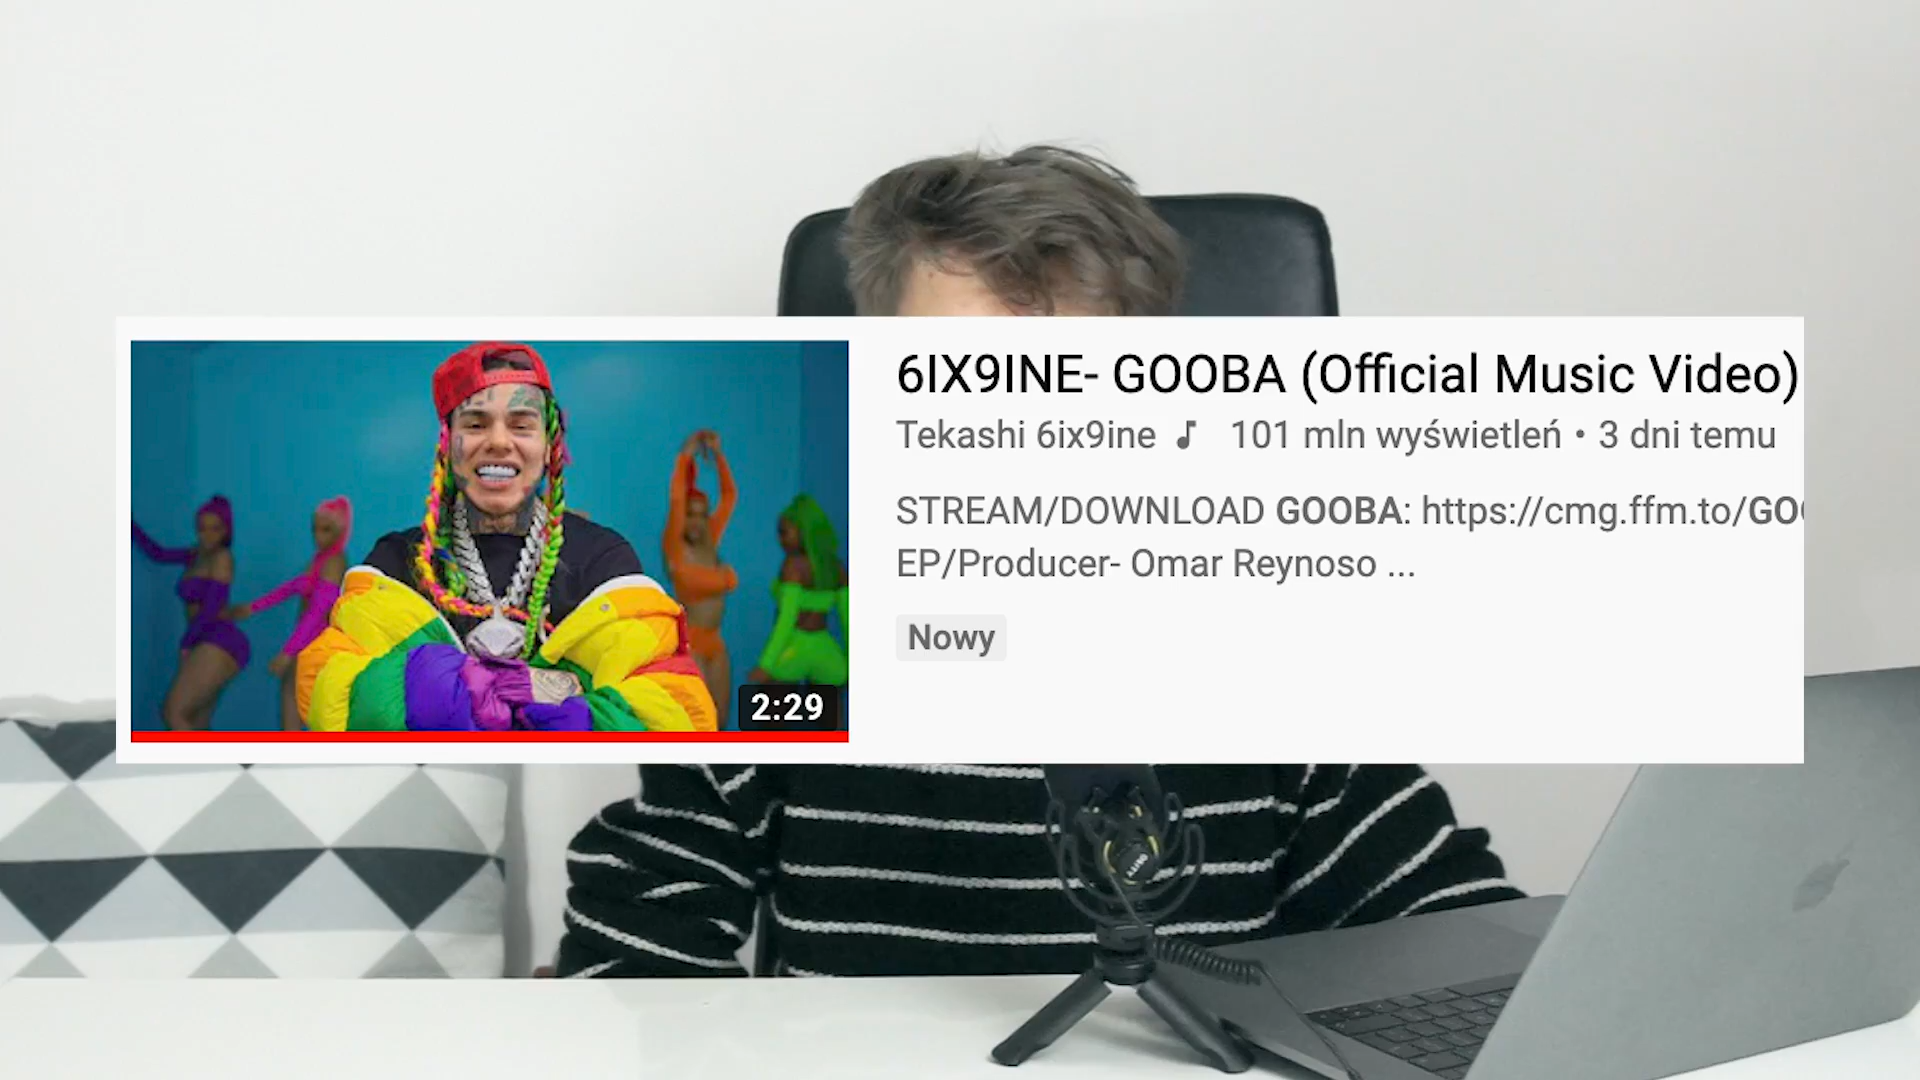 6IX9INE- GOOBA (Official Music Video)
Tekashi 6ix9ine 101 mln wyświetleń • 3 dni temu
STREAM/DOWNLOAD GOOBA: https://cmg.ffm.to/GO
EP/Producer- Omar Reynoso ...
Nowy
2:29